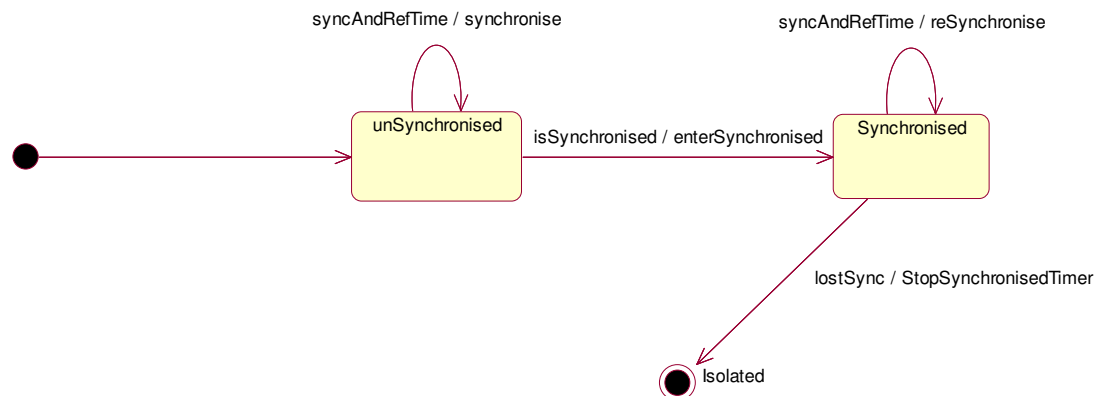 syncAndRefTime / synchronise
syncAndRefTime / reSynchronise
unSynchronised
isSynchronised / enterSynchronised
Synchronised
lostSync / StopSynchronisedTimer
Isolated